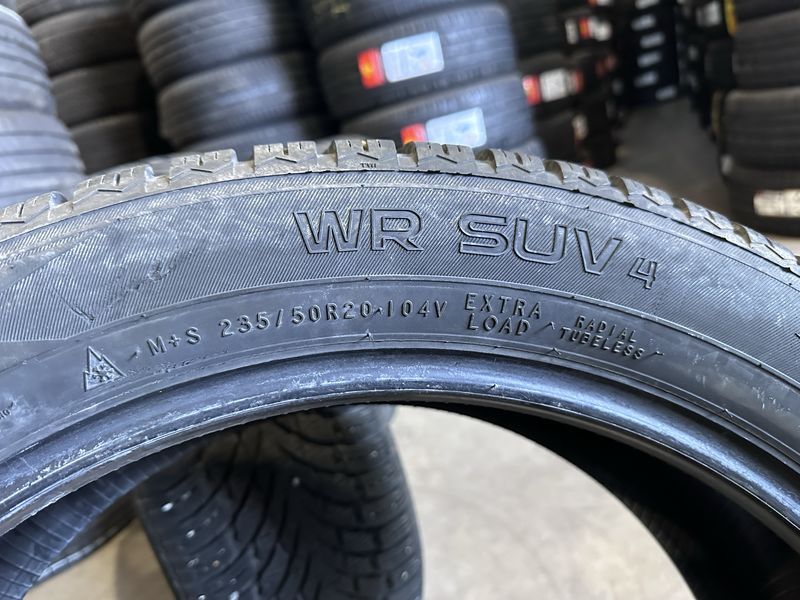 WR SUV 4
M+S 235/50R20 104V EXTRA LOAD RADIAL TUBELESS